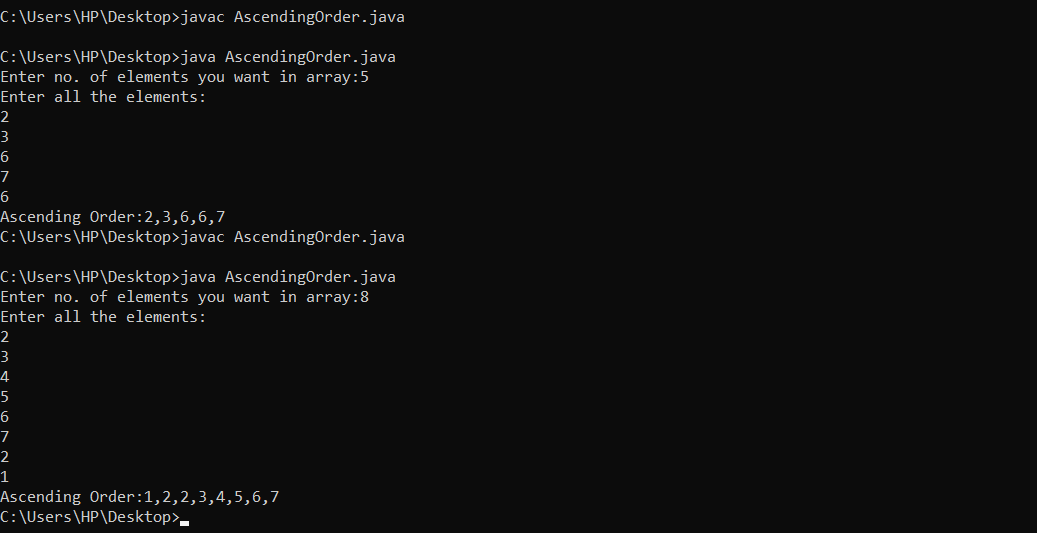 C:\Users\HP\Desktop>javac AscendingOrder.java
C:\Users\HP\Desktop>java AscendingOrder.java
Enter no. of elements you want in array:5
Enter all the elements:
2
3
6
7
6
Ascending Order:2,3,6,6,7
C:\Users\HP\Desktop>javac AscendingOrder.java
C:\Users\HP\Desktop>java AscendingOrder.java
Enter no. of elements you want in array:8
Enter all the elements:
2
3
4
5
6
7
2
1
Ascending Order:1,2,2,3,4,5,6,7
C:\Users\HP\Desktop>